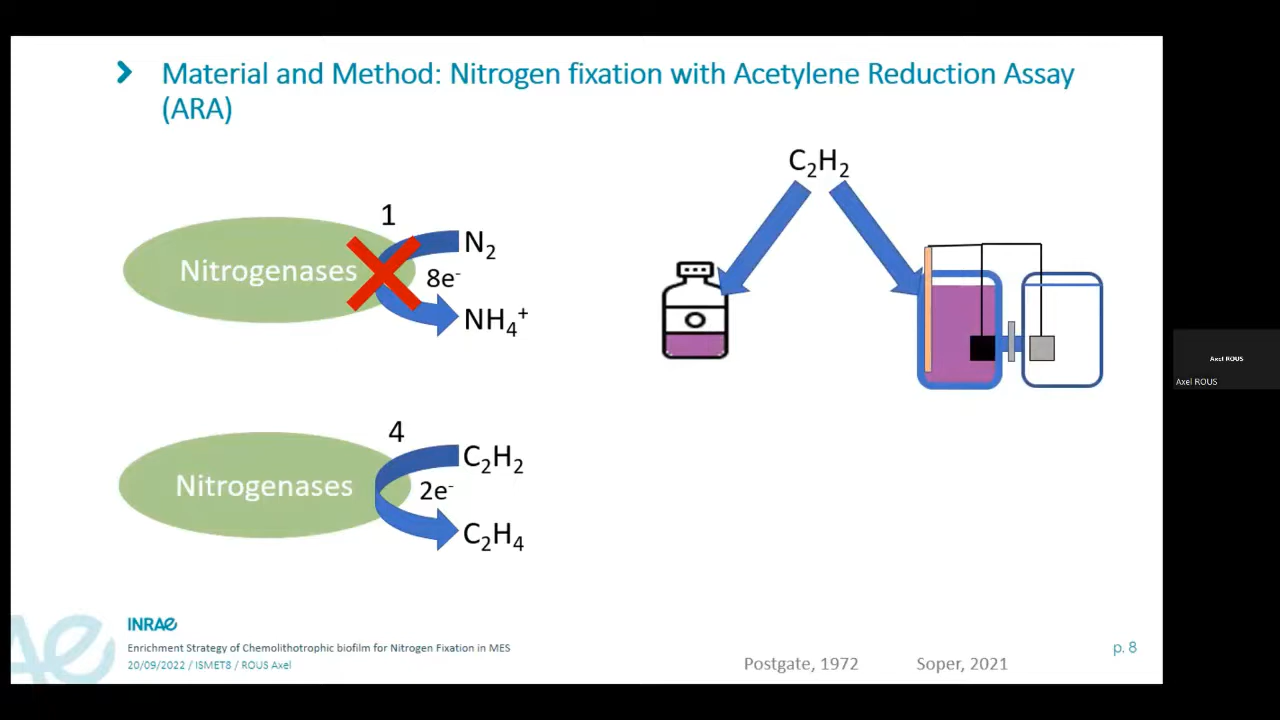 Material and Method: Nitrogen fixation with Acetylene Reduction Assay
(ARA)
C₂H₂
1
N₂
Nitrogenases
8e⁻
NH₄⁺
4
C₂H₂
Nitrogenases
2e⁻
C₂H₄
INRAE
Enrichment Strategy of Chemolithotrophic biofilm for Nitrogen Fixation in MES
20/09/2022 / ISMET8 / ROUS Axel
Postgate, 1972
Soper, 2021
p. 8
Axel ROUS
Axel ROUS